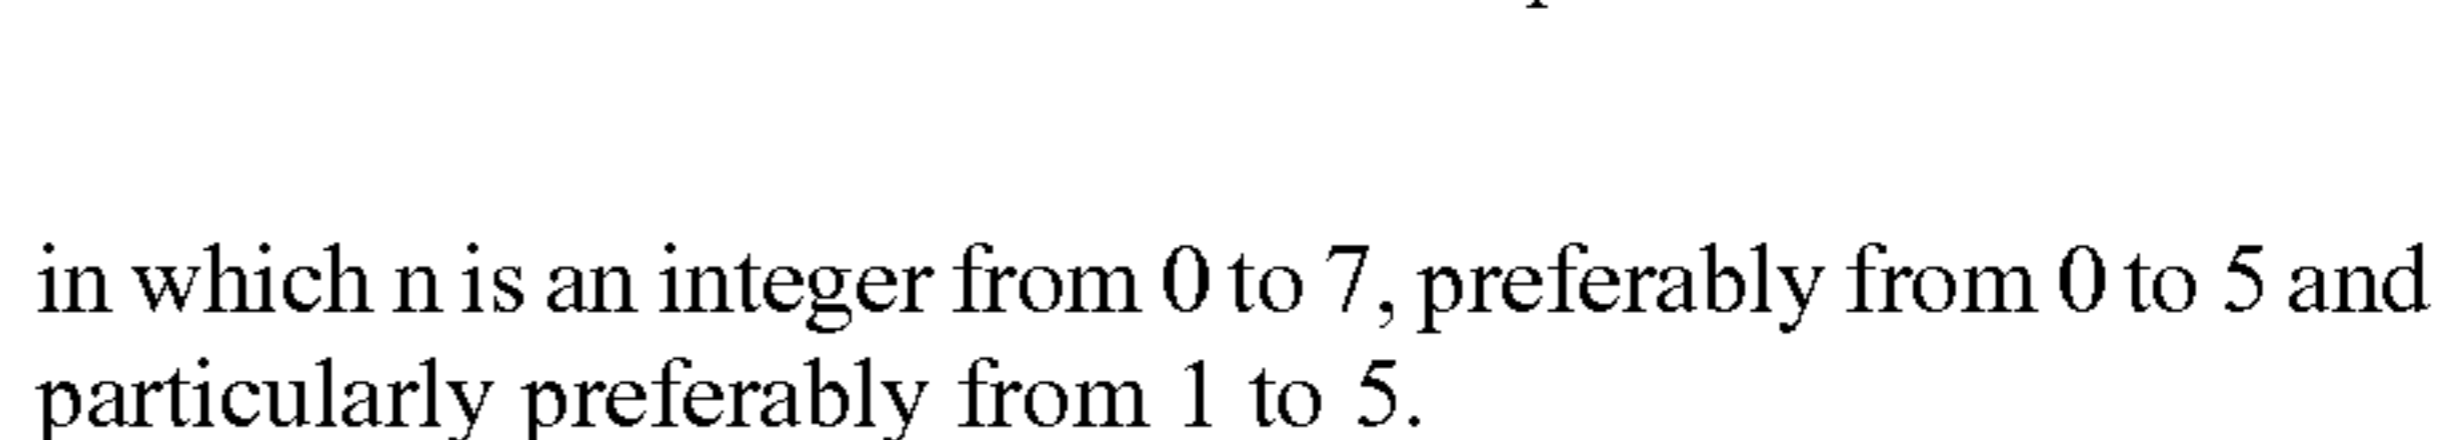 in which n is an integer from 0 to 7, preferably from 0 to 5 and
particularly preferably from 1 to 5.